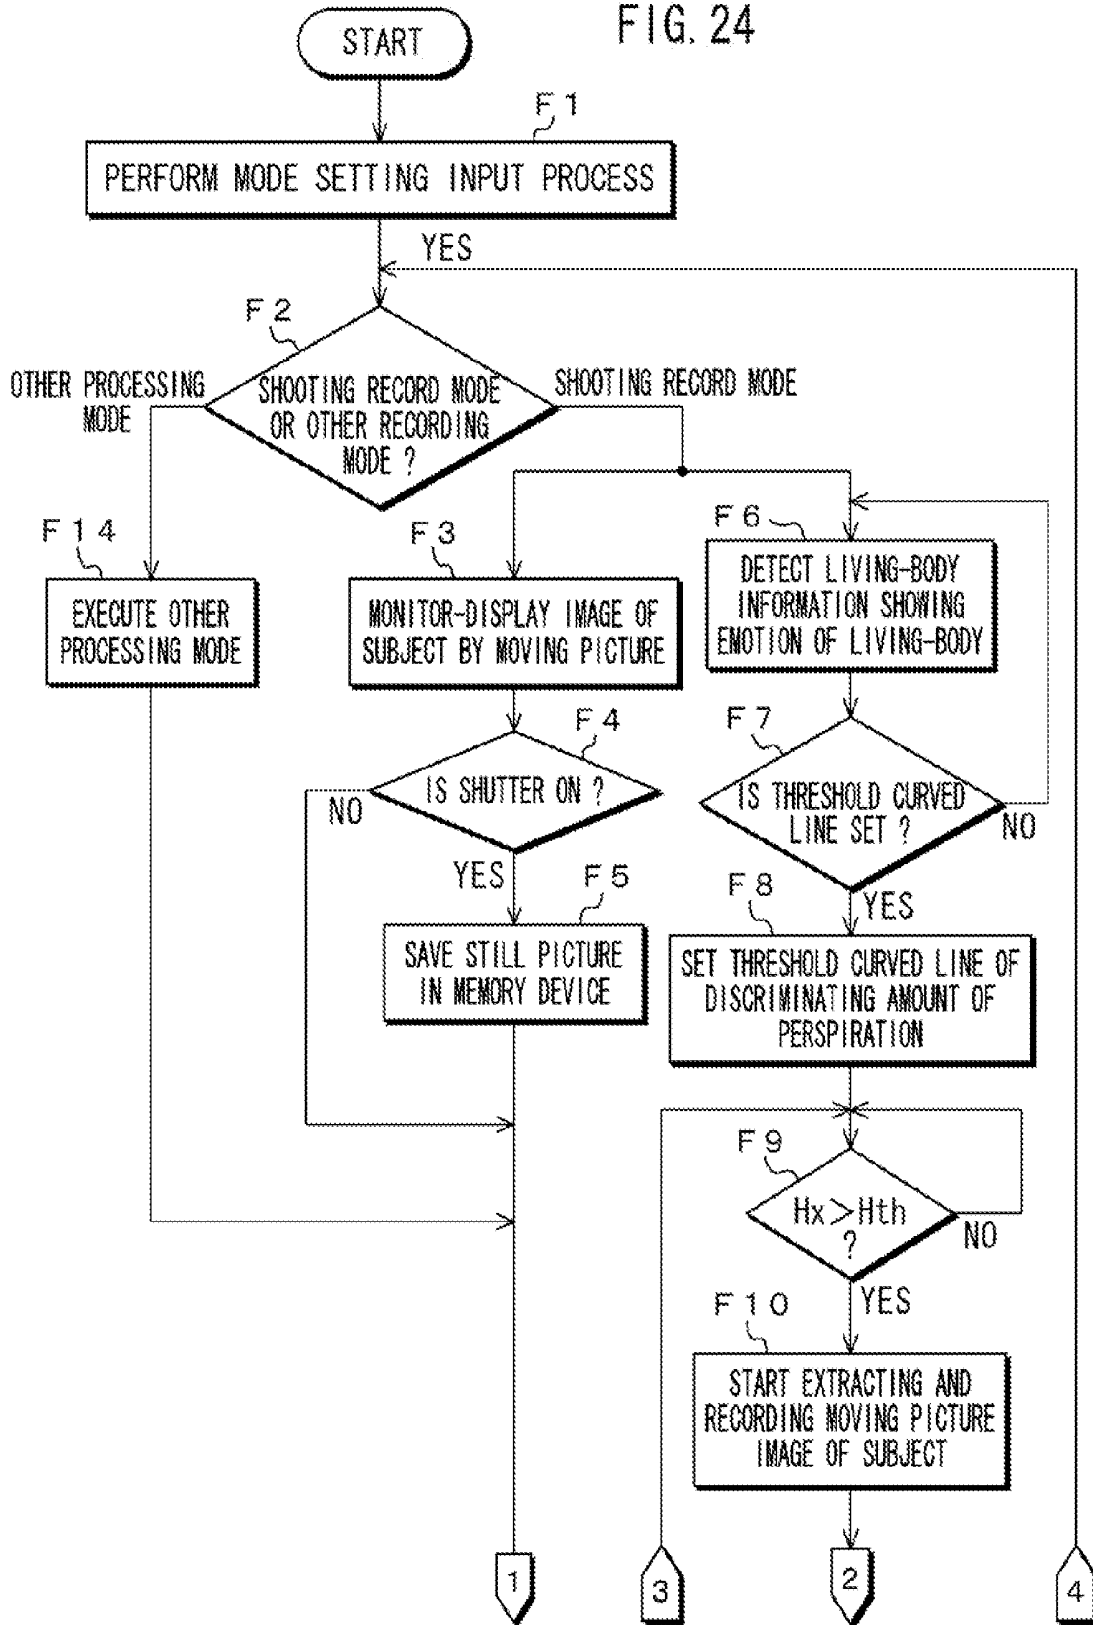 FIG. 24
START
F1
PERFORM MODE SETTING INPUT PROCESS
YES
F2
OTHER PROCESSING
MODE
SHOOTING RECORD MODE
OR OTHER RECORDING
MODE ?
SHOOTING RECORD MODE
F14
EXECUTE OTHER
PROCESSING MODE
F3
MONITOR-DISPLAY IMAGE OF
SUBJECT BY MOVING PICTURE
F6
DETECT LIVING-BODY
INFORMATION SHOWING
EMOTION OF LIVING-BODY
F4
IS SHUTTER ON ?
NO
YES
F7
IS THRESHOLD CURVED
LINE SET ?
NO
YES
F5
SAVE STILL PICTURE
IN MEMORY DEVICE
F8
SET THRESHOLD CURVED LINE OF
DISCRIMINATING AMOUNT OF
PERSPIRATION
F9
Hx>Hth
?
NO
YES
F10
START EXTRACTING AND
RECORDING MOVING PICTURE
IMAGE OF SUBJECT
1
3
2
4